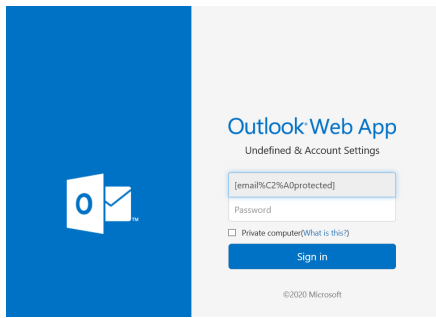 Outlook® Web App
Undefined & Account Settings
[email%C2%A0protected]
Password
Private computer(What is this?)
O
TM
Sign in
©2020 Microsoft